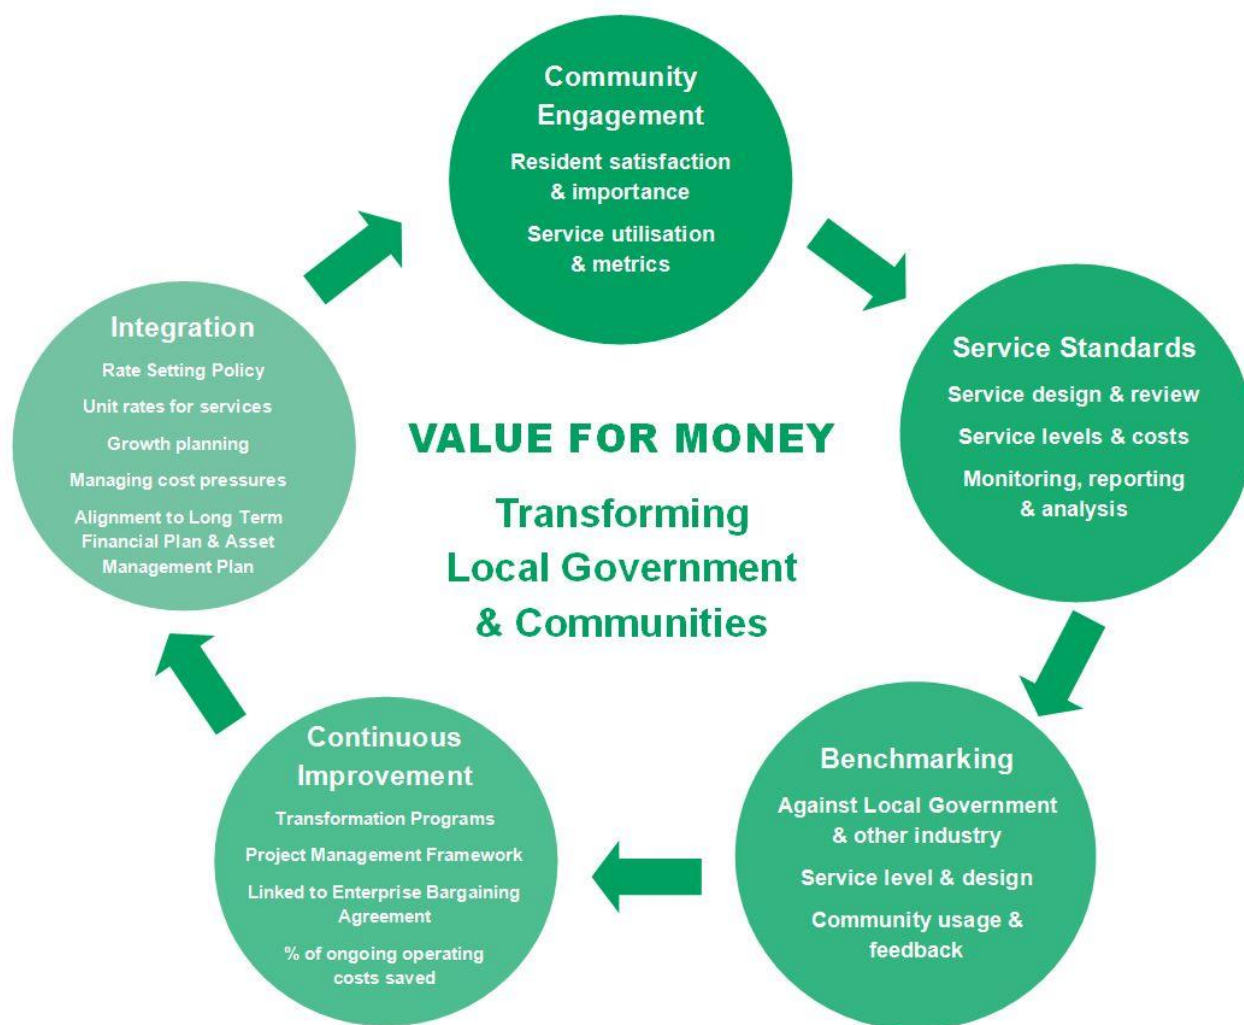 Community
Engagement
Resident satisfaction
& importance
Service utilisation
& metrics
Service Standards
Service design & review
Service levels & costs
Monitoring, reporting
& analysis
Benchmarking
Against Local Government
& other industry
Service level & design
Community usage &
feedback
Continuous
Improvement
Transformation Programs
Project Management Framework
Linked to Enterprise Bargaining
Agreement
% of ongoing operating
costs saved
Integration
Rate Setting Policy
Unit rates for services
Growth planning
Managing cost pressures
Alignment to Long Term
Financial Plan & Asset
Management Plan
VALUE FOR MONEY
Transforming
Local Government
& Communities